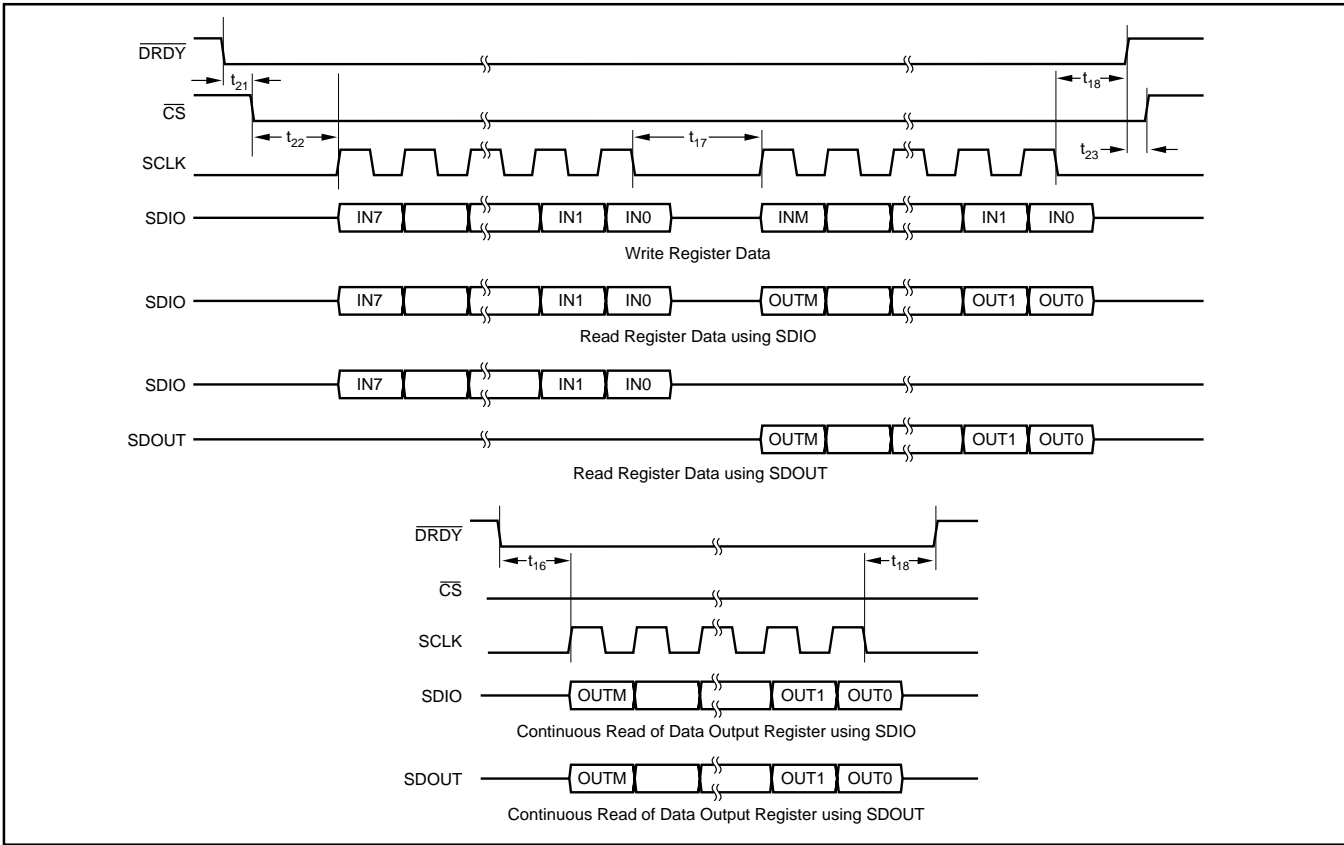 DRDY
t21
t18
CS
t22
t17
t23
SCLK
SDIO IN7 IN1 IN0 INM IN1 IN0
Write Register Data
SDIO IN7 IN1 IN0 OUTM OUT1 OUT0
Read Register Data using SDIO
SDIO IN7 IN1 IN0
SDOUT OUTM OUT1 OUT0
Read Register Data using SDOUT
DRDY
t16 t18
CS
SCLK
SDIO OUTM OUT1 OUT0
Continuous Read of Data Output Register using SDIO
SDOUT OUTM OUT1 OUT0
Continuous Read of Data Output Register using SDOUT